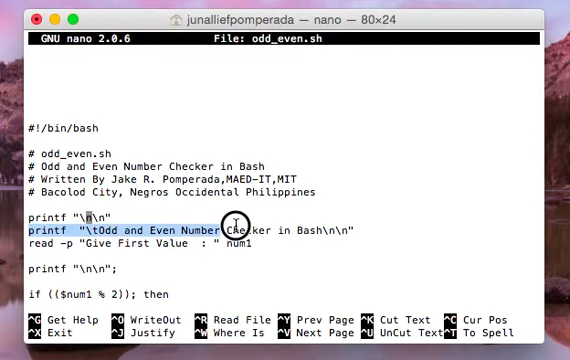 junalliefpomperada — nano — 80×24
GNU nano 2.0.6 File: odd_even.sh
#!/bin/bash
# odd_even.sh
# Odd and Even Number Checker in Bash
# Written By Jake R. Pomperada,MAED-IT,MIT
# Bacolod City, Negros Occidental Philippines
printf "\n\n"
printf "\tOdd and Even Number Checker in Bash\n\n"
read -p "Give First Value : " num1
printf "\n\n";
if (($num1 % 2)); then
^G Get Help ^O WriteOut ^R Read File ^Y Prev Page ^K Cut Text ^C Cur Pos
^X Exit ^J Justify ^W Where Is ^V Next Page ^U UnCut Text^T To Spell